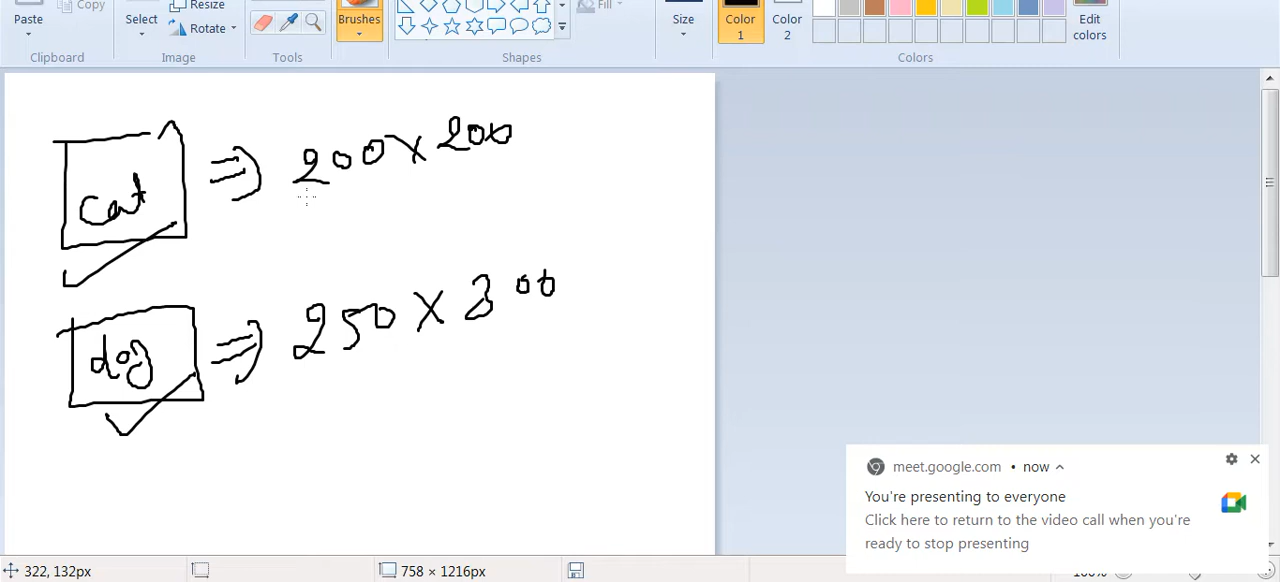 Paste
Copy
Select
Resize
Rotate
Brushes
Fill
Size
Color 1
Color 2
Edit colors
Clipboard
Image
Tools
Shapes
Colors
cat ⇒ 200 x 200
dog ⇒ 250 x 300
meet.google.com • now
You're presenting to everyone
Click here to return to the video call when you're
ready to stop presenting
322, 132px
758 × 1216px
100%